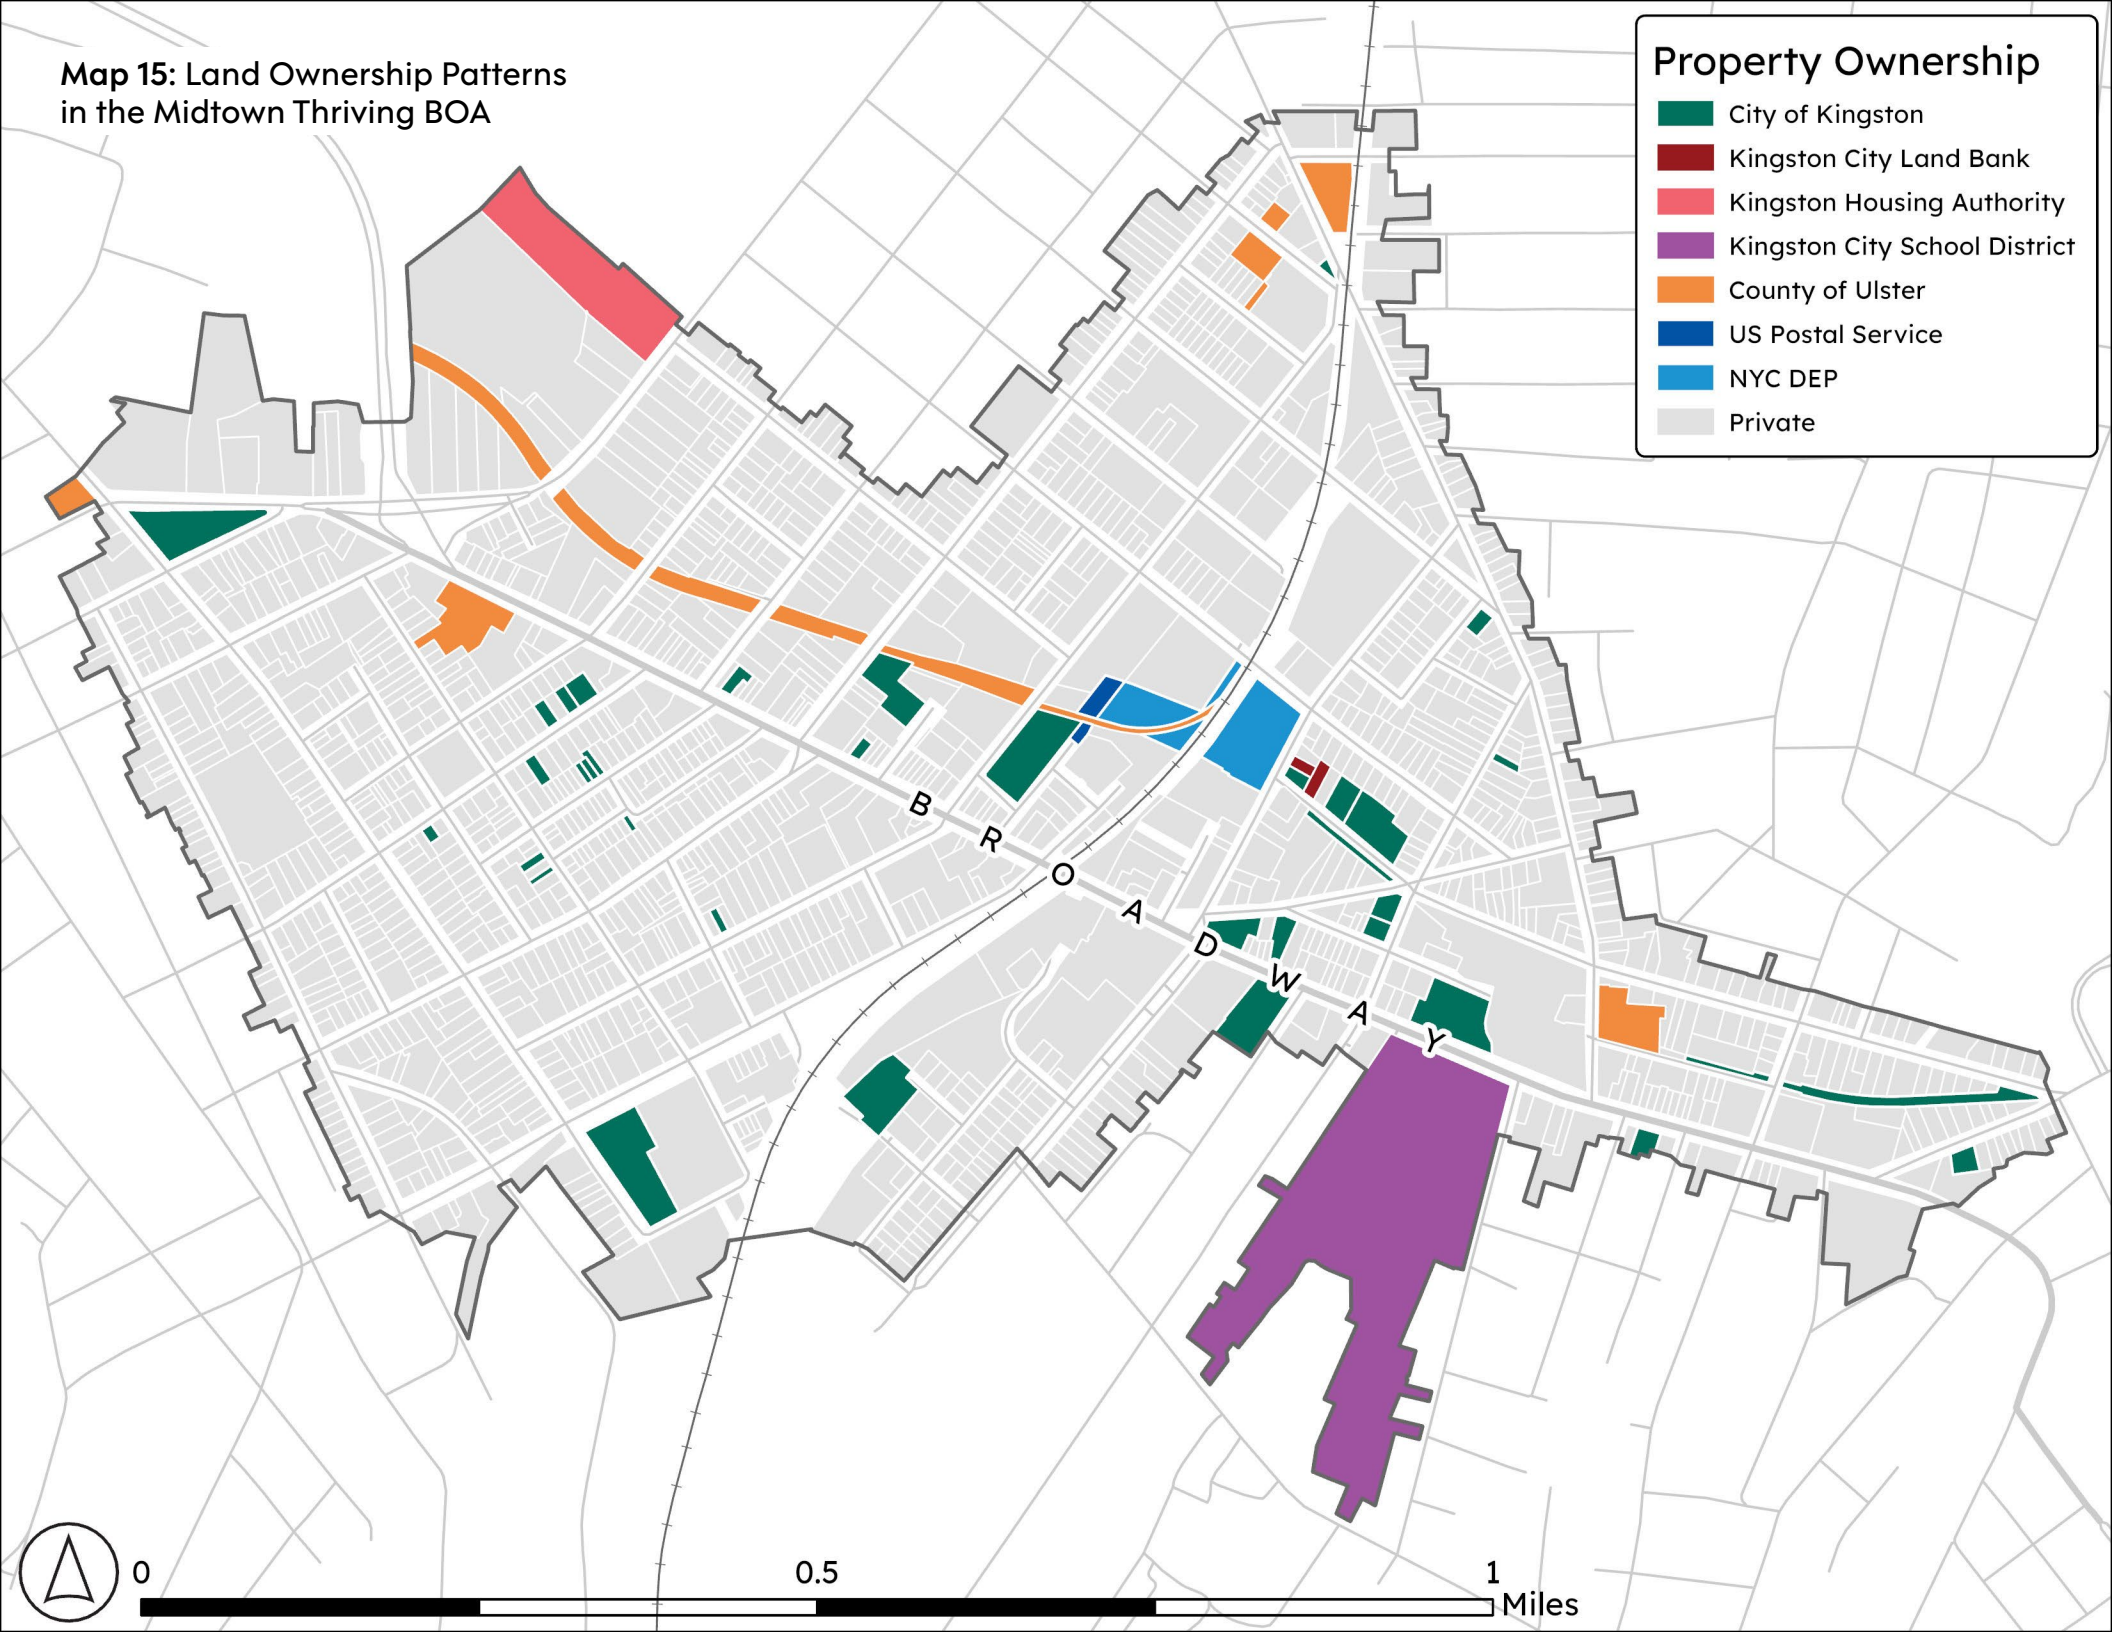 Map 15: Land Ownership Patterns
in the Midtown Thriving BOA
Property Ownership
City of Kingston
Kingston City Land Bank
Kingston Housing Authority
Kingston City School District
County of Ulster
US Postal Service
NYC DEP
Private
BROADWAY
0 0.5 1
Miles